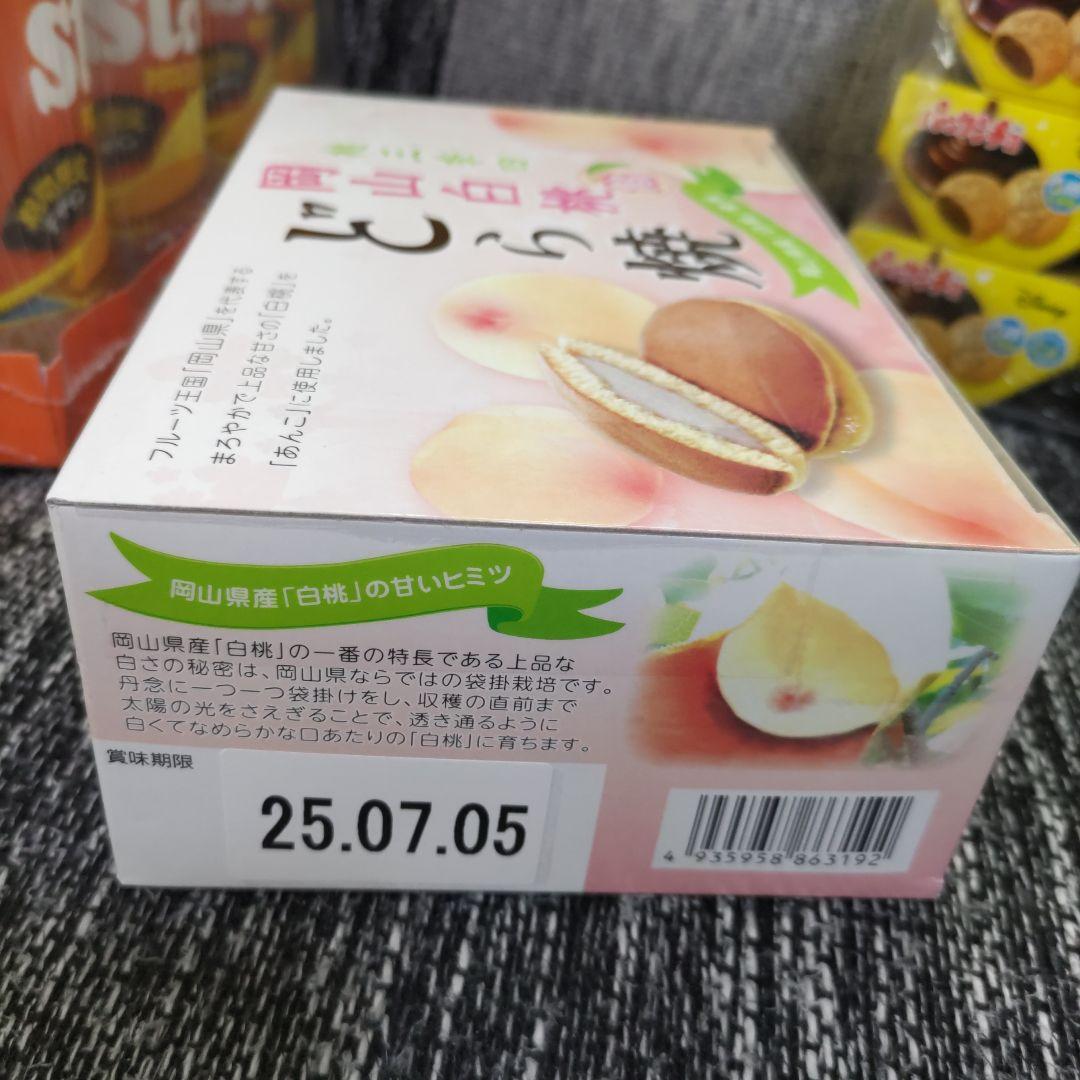 岡山白桃
どら焼
フルーツ王国「岡山県」を代表する
まろやかで上品な甘さの「白桃」を
「あんこ」に使用しました。
岡山県産「白桃」の甘いヒミツ
岡山県産「白桃」の一番の特長である上品な
白さの秘密は、岡山県ならではの袋掛栽培です。
丹念に一つ一つ袋掛けをし、収穫の直前まで
太陽の光をさえぎることで、透き通るように
白くてなめらかな口あたりの「白桃」に育ちます。
賞味期限
25.07.05
4 935958 863192
Disney